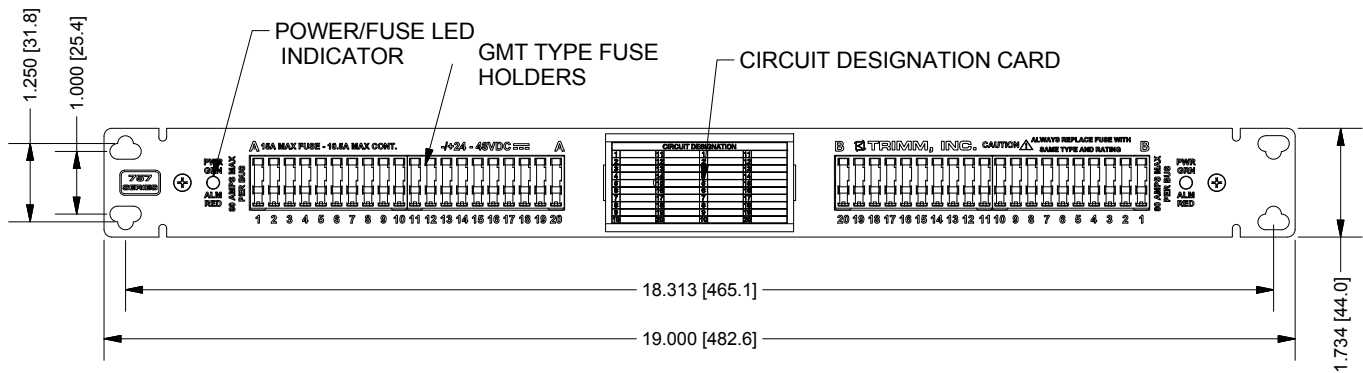 POWER/FUSE LED
INDICATOR
GMT TYPE FUSE
HOLDERS
CIRCUIT DESIGNATION CARD
1.250 [31.8]
1.000 [25.4]
A 15A MAX FUSE - 10.5A MAX CONT. -/+24 - 48VDC A
CIRCUIT DESIGNATION
B TRIMM, INC. CAUTION ALWAYS REPLACE FUSE WITH B
SAME TYPE AND RATING
757
SERIES
PWR
GRN
ALM
RED
80 AMPS MAX
PER BUS
80 AMPS MAX
PER BUS
PWR
GRN
ALM
RED
1 2 3 4 5 6 7 8 9 10 11 12 13 14 15 16 17 18 19 20
20 19 18 17 16 15 14 13 12 11 10 9 8 7 6 5 4 3 2 1
18.313 [465.1]
19.000 [482.6]
1.734 [44.0]